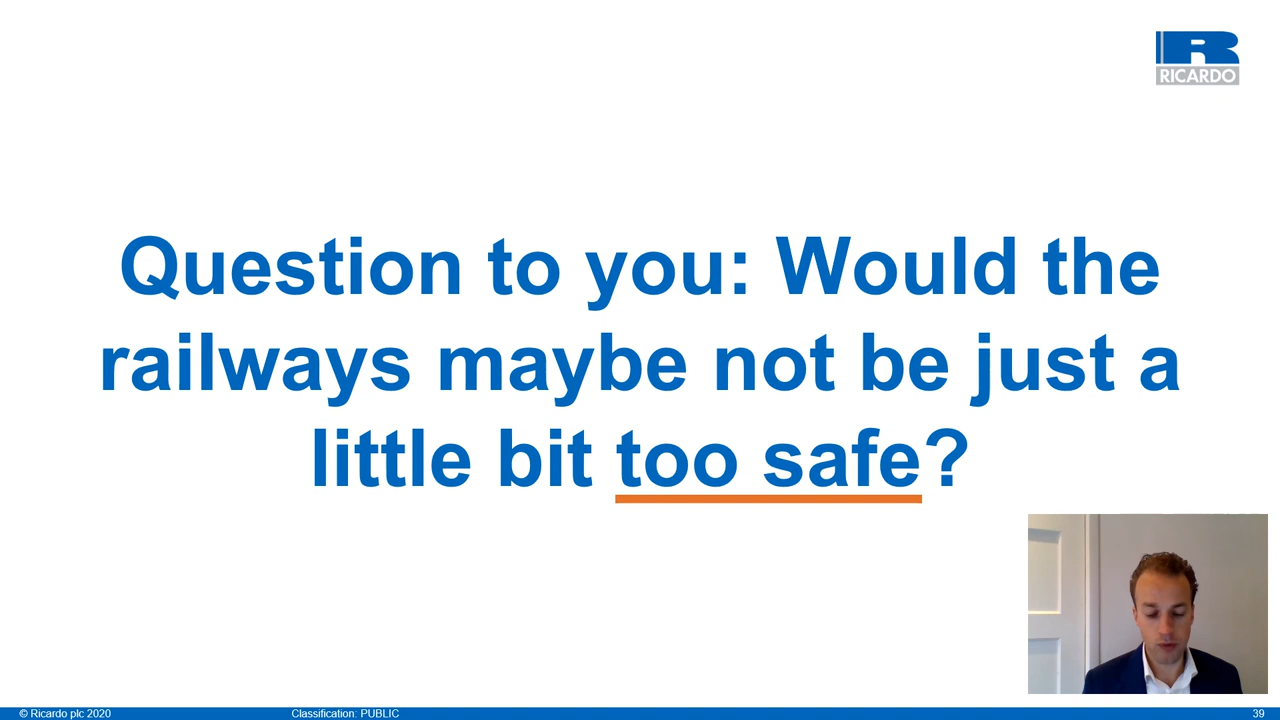 R
RICARDO
Question to you: Would the
railways maybe not be just a
little bit too safe?
© Ricardo plc 2020
Classification: PUBLIC
39